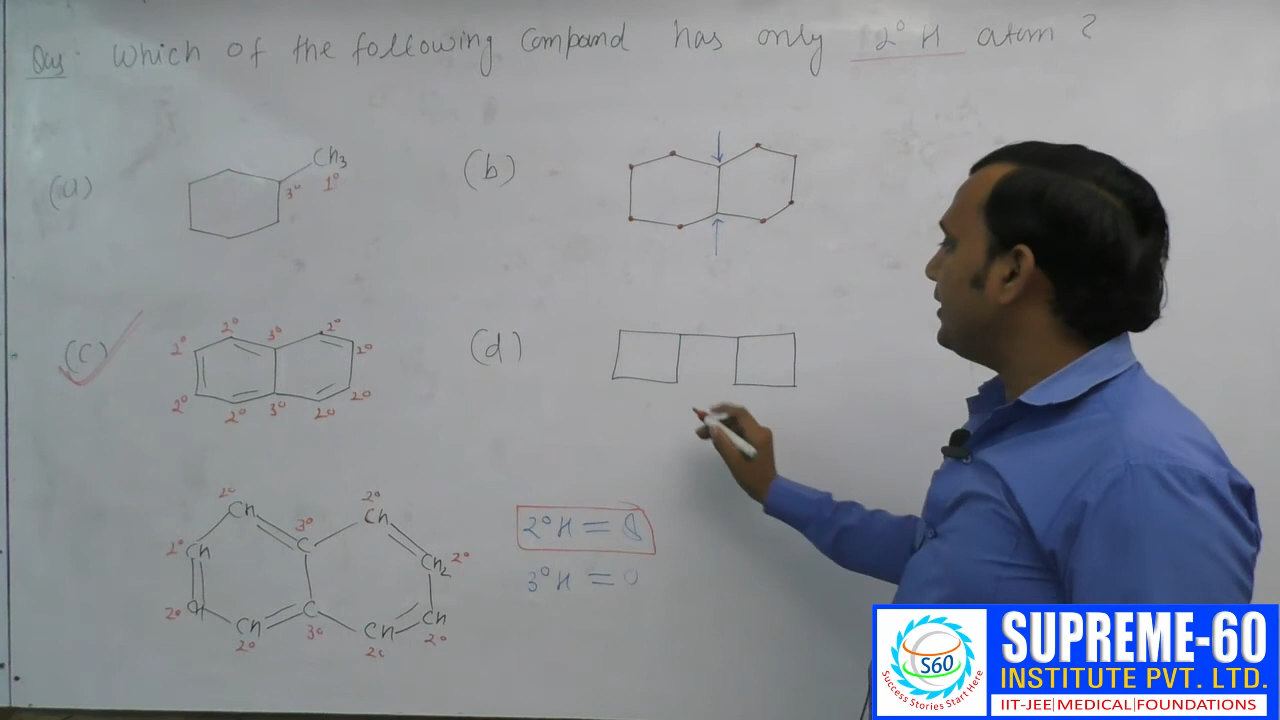 Ques. Which of the following Compound has only 2° H atom ?
(a)
CH3
3° 1°
(b)
(c)
2° 2° 3° 2° 2°
2° 2° 3° 2° 2°
(d)
2° CH 2° CH
3° C
2° CH CH2 2°
2° CH C 3° CH 2°
CH 2° CH 2°
2°H = 8
3°H = 0
S60
Success Stories Start Here
SUPREME-60
INSTITUTE PVT. LTD.
IIT-JEE|MEDICAL|FOUNDATIONS